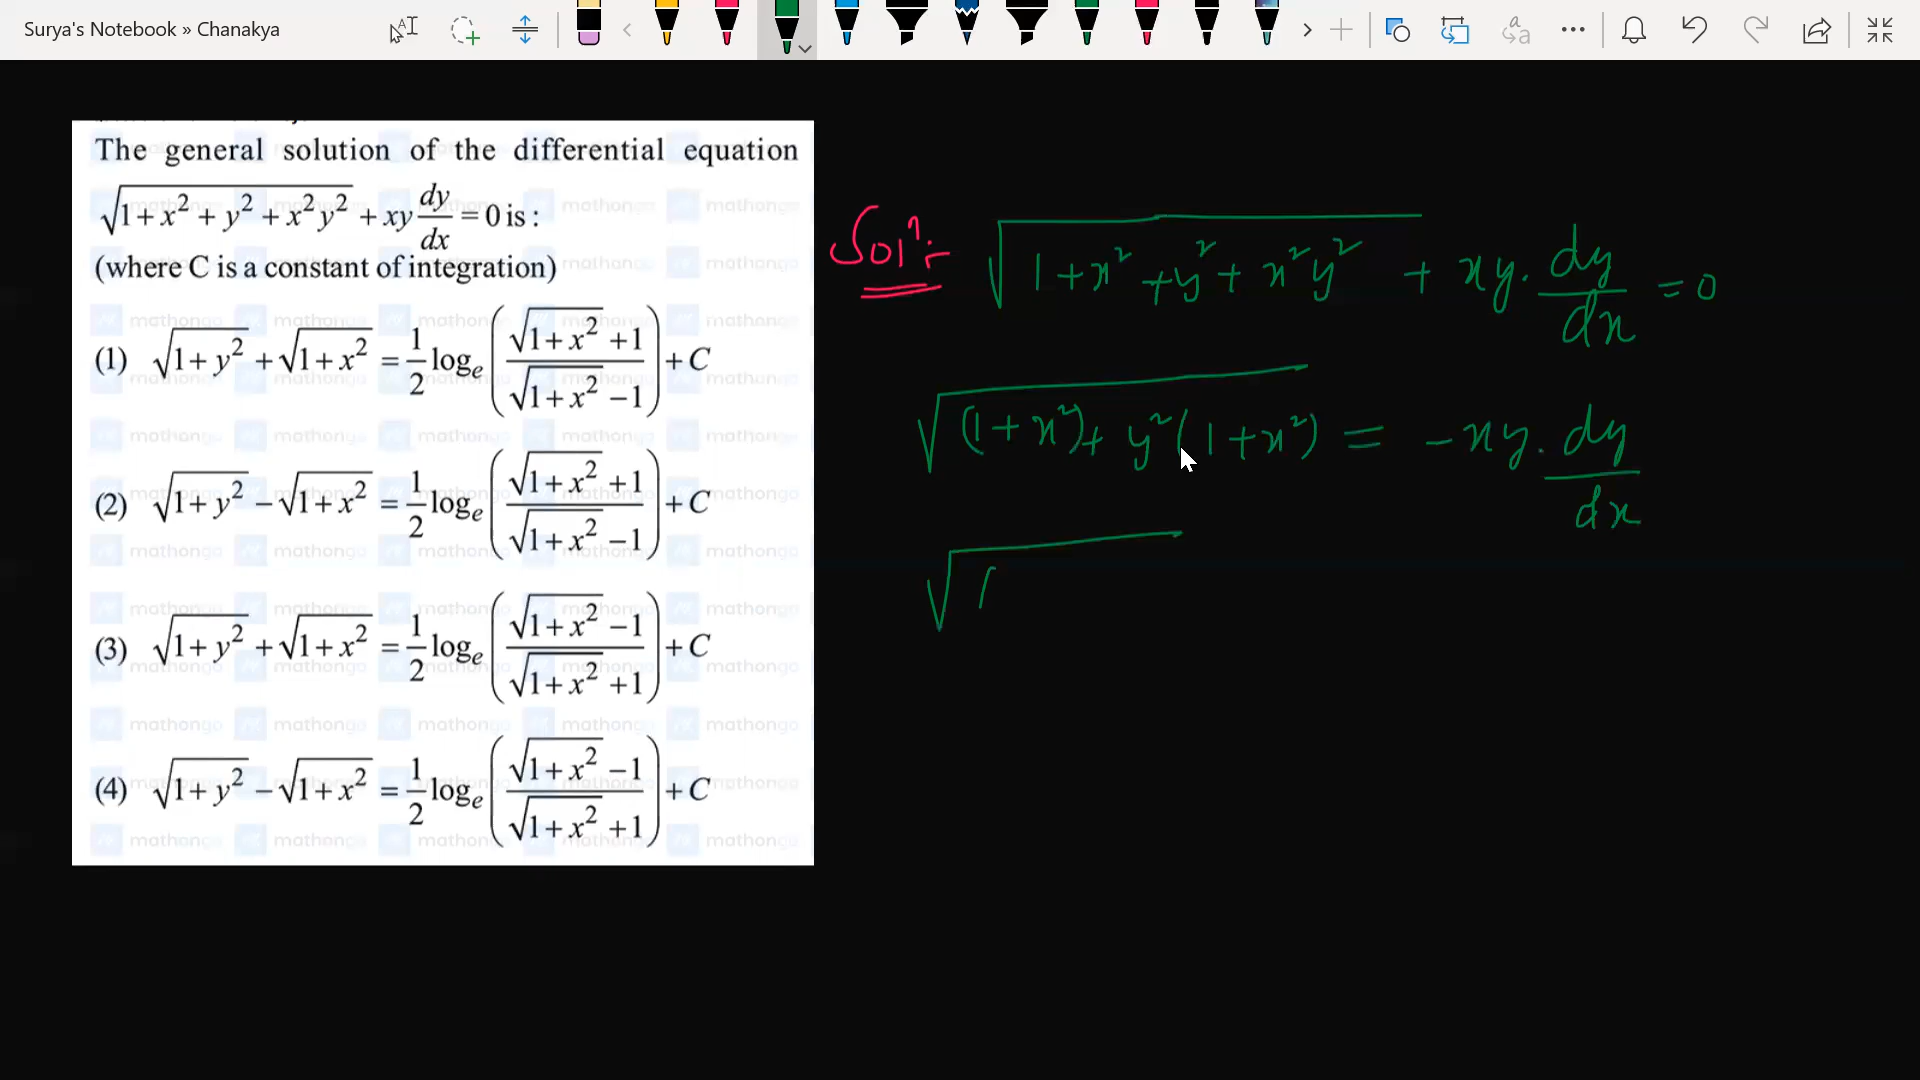 Surya's Notebook » Chanakya
The general solution of the differential equation
√(1 + x² + y² + x²y²) + xy dy/dx = 0 is :
(where C is a constant of integration)
(1) √(1 + y²) + √(1 + x²) = 1/2 logₑ((√(1 + x²) + 1)/(√(1 + x²) − 1)) + C
(2) √(1 + y²) − √(1 + x²) = 1/2 logₑ((√(1 + x²) + 1)/(√(1 + x²) − 1)) + C
(3) √(1 + y²) + √(1 + x²) = 1/2 logₑ((√(1 + x²) − 1)/(√(1 + x²) + 1)) + C
(4) √(1 + y²) − √(1 + x²) = 1/2 logₑ((√(1 + x²) − 1)/(√(1 + x²) + 1)) + C
Solⁿ:-
√(1 + x² + y² + x²y²) + xy. dy/dx = 0
√((1 + x²) + y²(1 + x²)) = -xy. dy/dx
√(